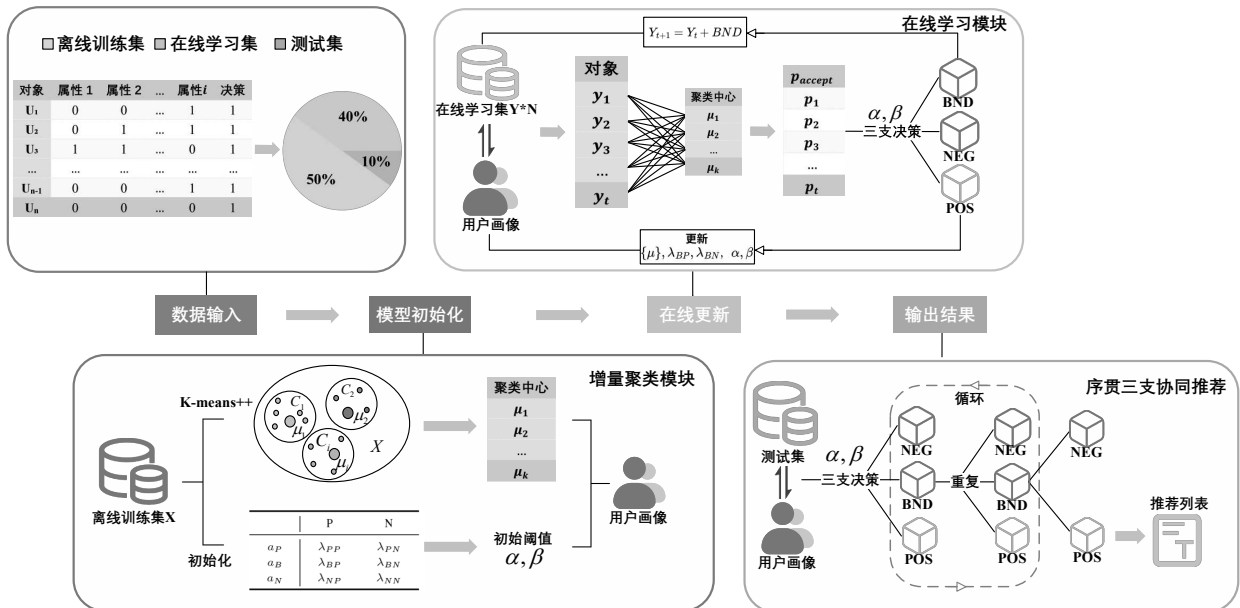 离线训练集 在线学习集 测试集
对象 属性 1 属性 2 ... 属性i 决策
U₁ 0 0 ... 1 1
U₂ 0 1 ... 1 1
U₃ 1 1 ... 0 1
... ... ... ... ... ...
Uₙ₋₁ 0 0 ... 1 1
Uₙ 0 0 ... 0 1
40%
10%
50%
在线学习模块
Yₜ₊₁ = Yₜ + BND
在线学习集Y*N
用户画像
对象
y₁
y₂
y₃
...
yₜ
聚类中心
μ₁
μ₂
...
μₖ
p_accept
p₁
p₂
p₃
...
pₜ
α, β
三支决策
BND
NEG
POS
更新
{μ}, λ_BP, λ_BN, α, β
数据输入
模型初始化
在线更新
输出结果
增量聚类模块
K-means++
C₁
μ₁
C₂
μ₂
Cᵢ
μᵢ
X
离线训练集X
初始化
聚类中心
μ₁
μ₂
...
μₖ
P N
a_P λ_PP λ_PN
a_B λ_BP λ_BN
a_N λ_NP λ_NN
初始阈值
α, β
用户画像
序贯三支协同推荐
循环
测试集
用户画像
α, β
三支决策
NEG
BND
POS
重复
NEG
BND
POS
NEG
POS
推荐列表